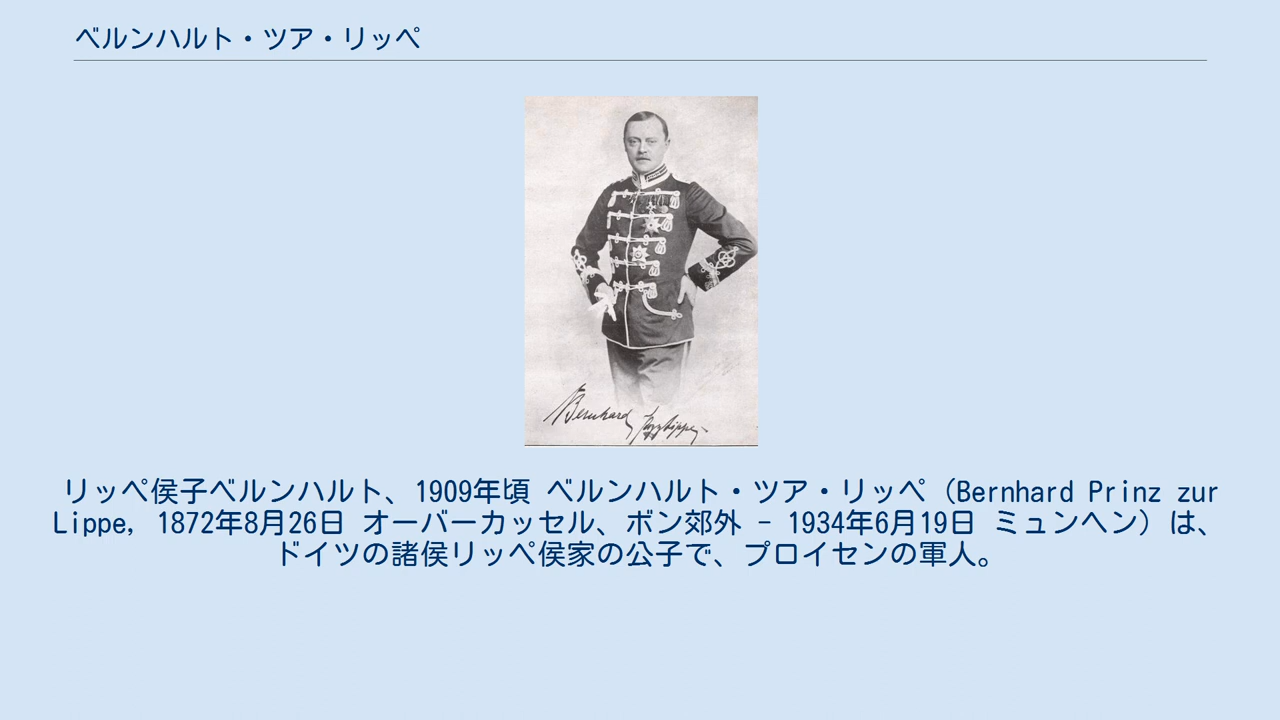 ベルンハルト・ツア・リッペ
Bernhard
リッペ侯子ベルンハルト、1909年頃 ベルンハルト・ツア・リッペ（Bernhard Prinz zur
Lippe, 1872年8月26日 オーバーカッセル、ボン郊外 - 1934年6月19日 ミュンヘン）は、
ドイツの諸侯リッペ侯家の公子で、プロイセンの軍人。